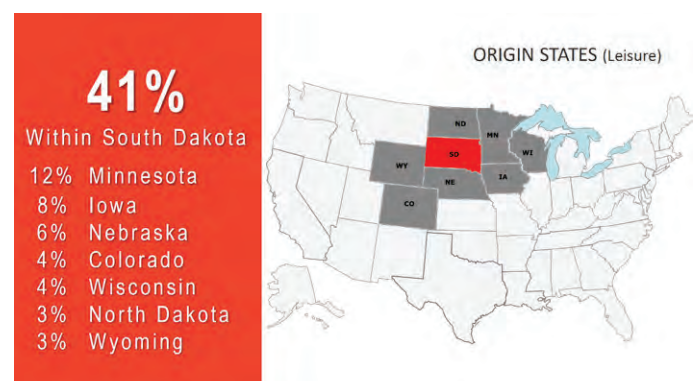 41%
Within South Dakota
12% Minnesota
8% Iowa
6% Nebraska
4% Colorado
4% Wisconsin
3% North Dakota
3% Wyoming
ORIGIN STATES (Leisure)
ND
MN
SD
WI
WY
IA
NE
CO